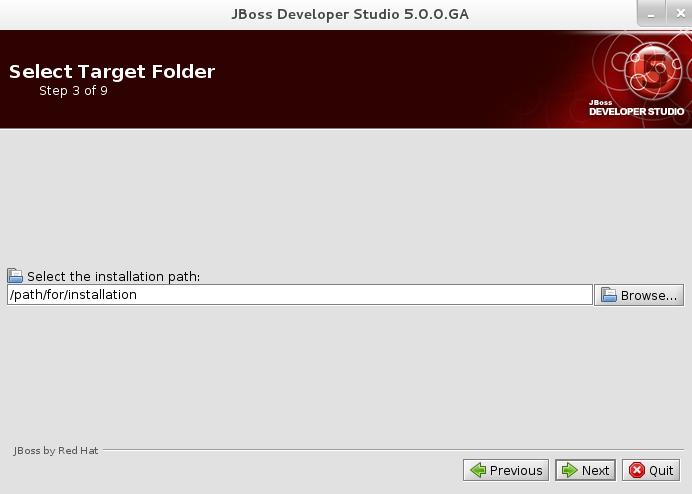 JBoss Developer Studio 5.0.0.GA
Select Target Folder
Step 3 of 9
5
JBoss
DEVELOPER STUDIO
Select the installation path:
/path/for/installation
Browse...
JBoss by Red Hat
Previous
Next
Quit